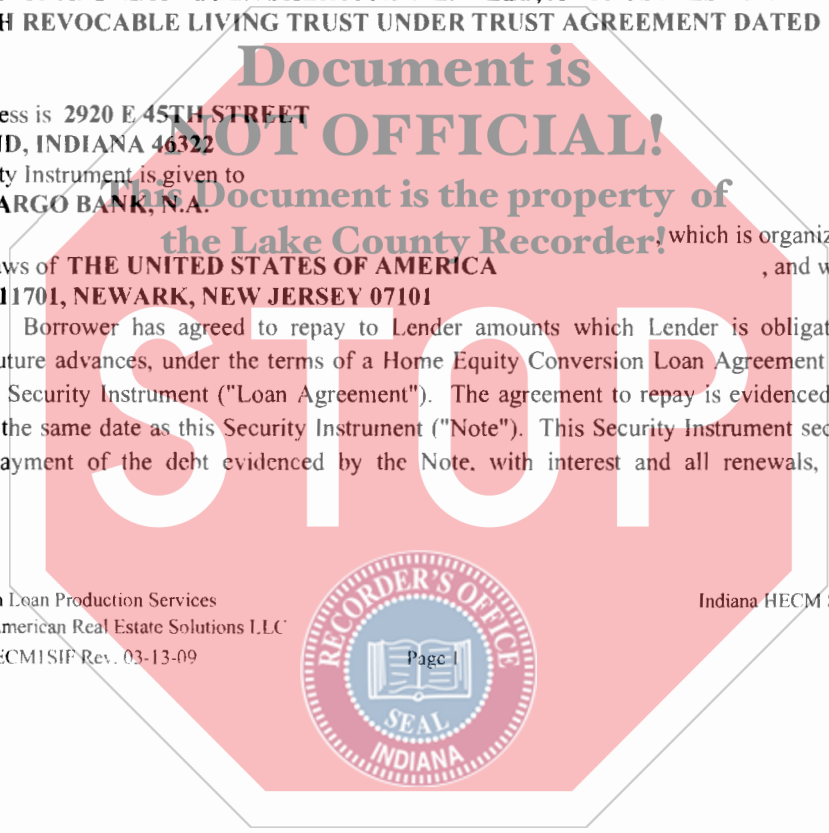 H REVOCABLE LIVING TRUST UNDER TRUST AGREEMENT DATED
Document is
ess is 2920 E 45TH STREET
NOT OFFICIAL!
D, INDIANA 46322
ty Instrument is given to
This Document is the property of
ARGO BANK, N.A.
the Lake County Recorder!
, which is organiz
ws of THE UNITED STATES OF AMERICA , and w
11701, NEWARK, NEW JERSEY 07101
Borrower has agreed to repay to Lender amounts which Lender is obligat
uture advances, under the terms of a Home Equity Conversion Loan Agreement
Security Instrument ("Loan Agreement"). The agreement to repay is evidenced
the same date as this Security Instrument ("Note"). This Security Instrument sec
ayment of the debt evidenced by the Note, with interest and all renewals,
STOP
Loan Production Services
Indiana HECM
merican Real Estate Solutions LLC
ECM1SIF Rev. 03-13-09
Page 1
RECORDER'S OFFICE
SEAL
INDIANA